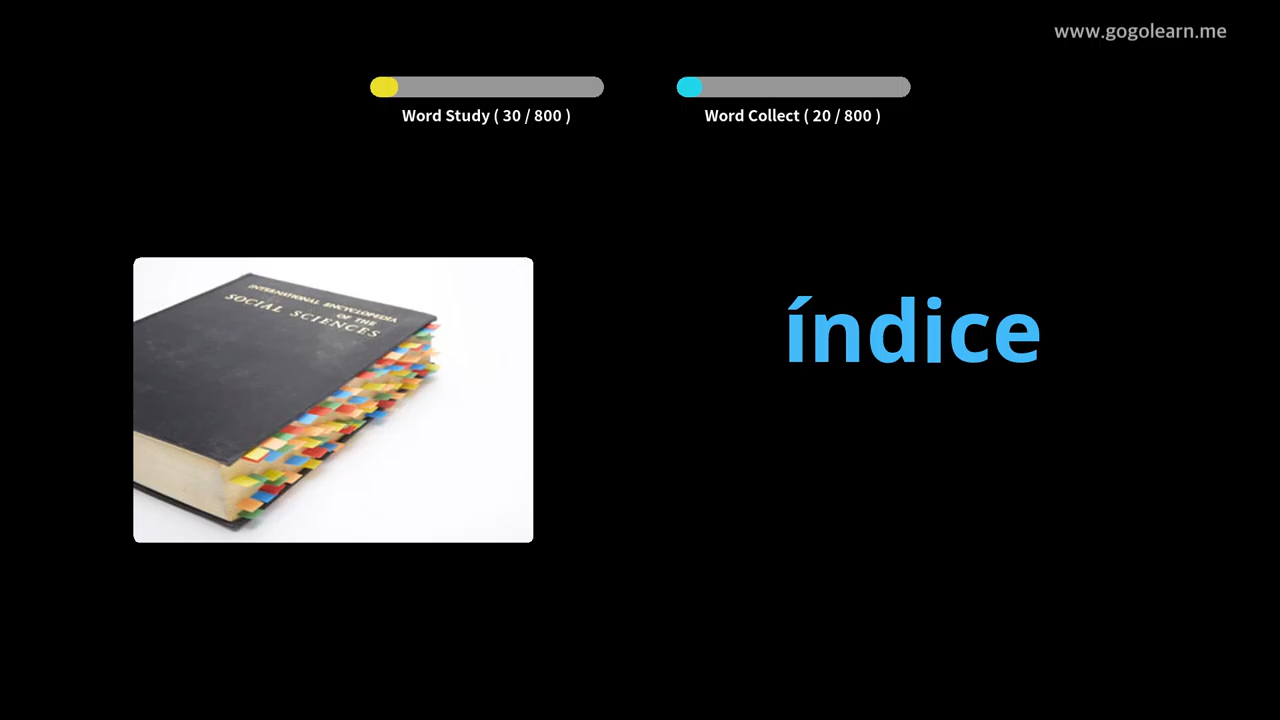 www.gogolearn.me
Word Study ( 30 / 800 )
Word Collect ( 20 / 800 )
INTERNATIONAL ENCYCLOPEDIA
OF THE
SOCIAL SCIENCES
índice